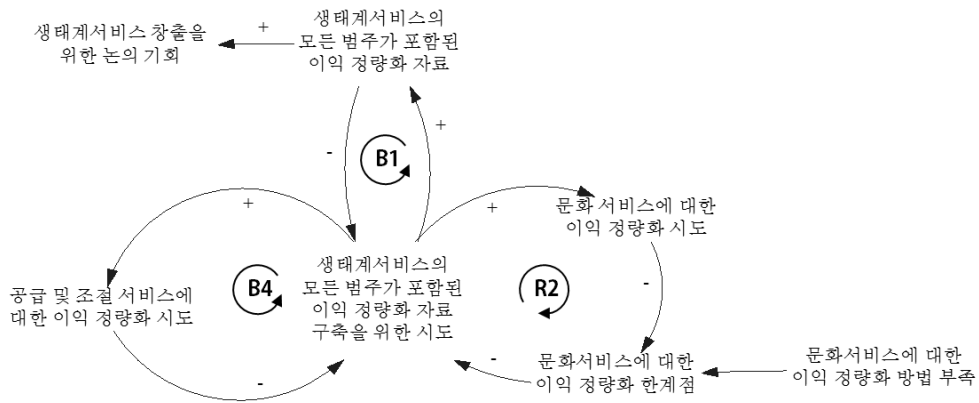 생태계서비스 창출을
위한 논의 기회
+
생태계서비스의
모든 범주가 포함된
이익 정량화 자료
-
+
B1
+
+
문화 서비스에 대한
이익 정량화 시도
공급 및 조절 서비스에
대한 이익 정량화 시도
B4
생태계서비스의
모든 범주가 포함된
이익 정량화 자료
구축을 위한 시도
R2
-
-
-
문화서비스에 대한
이익 정량화 한계점
문화서비스에 대한
이익 정량화 방법 부족